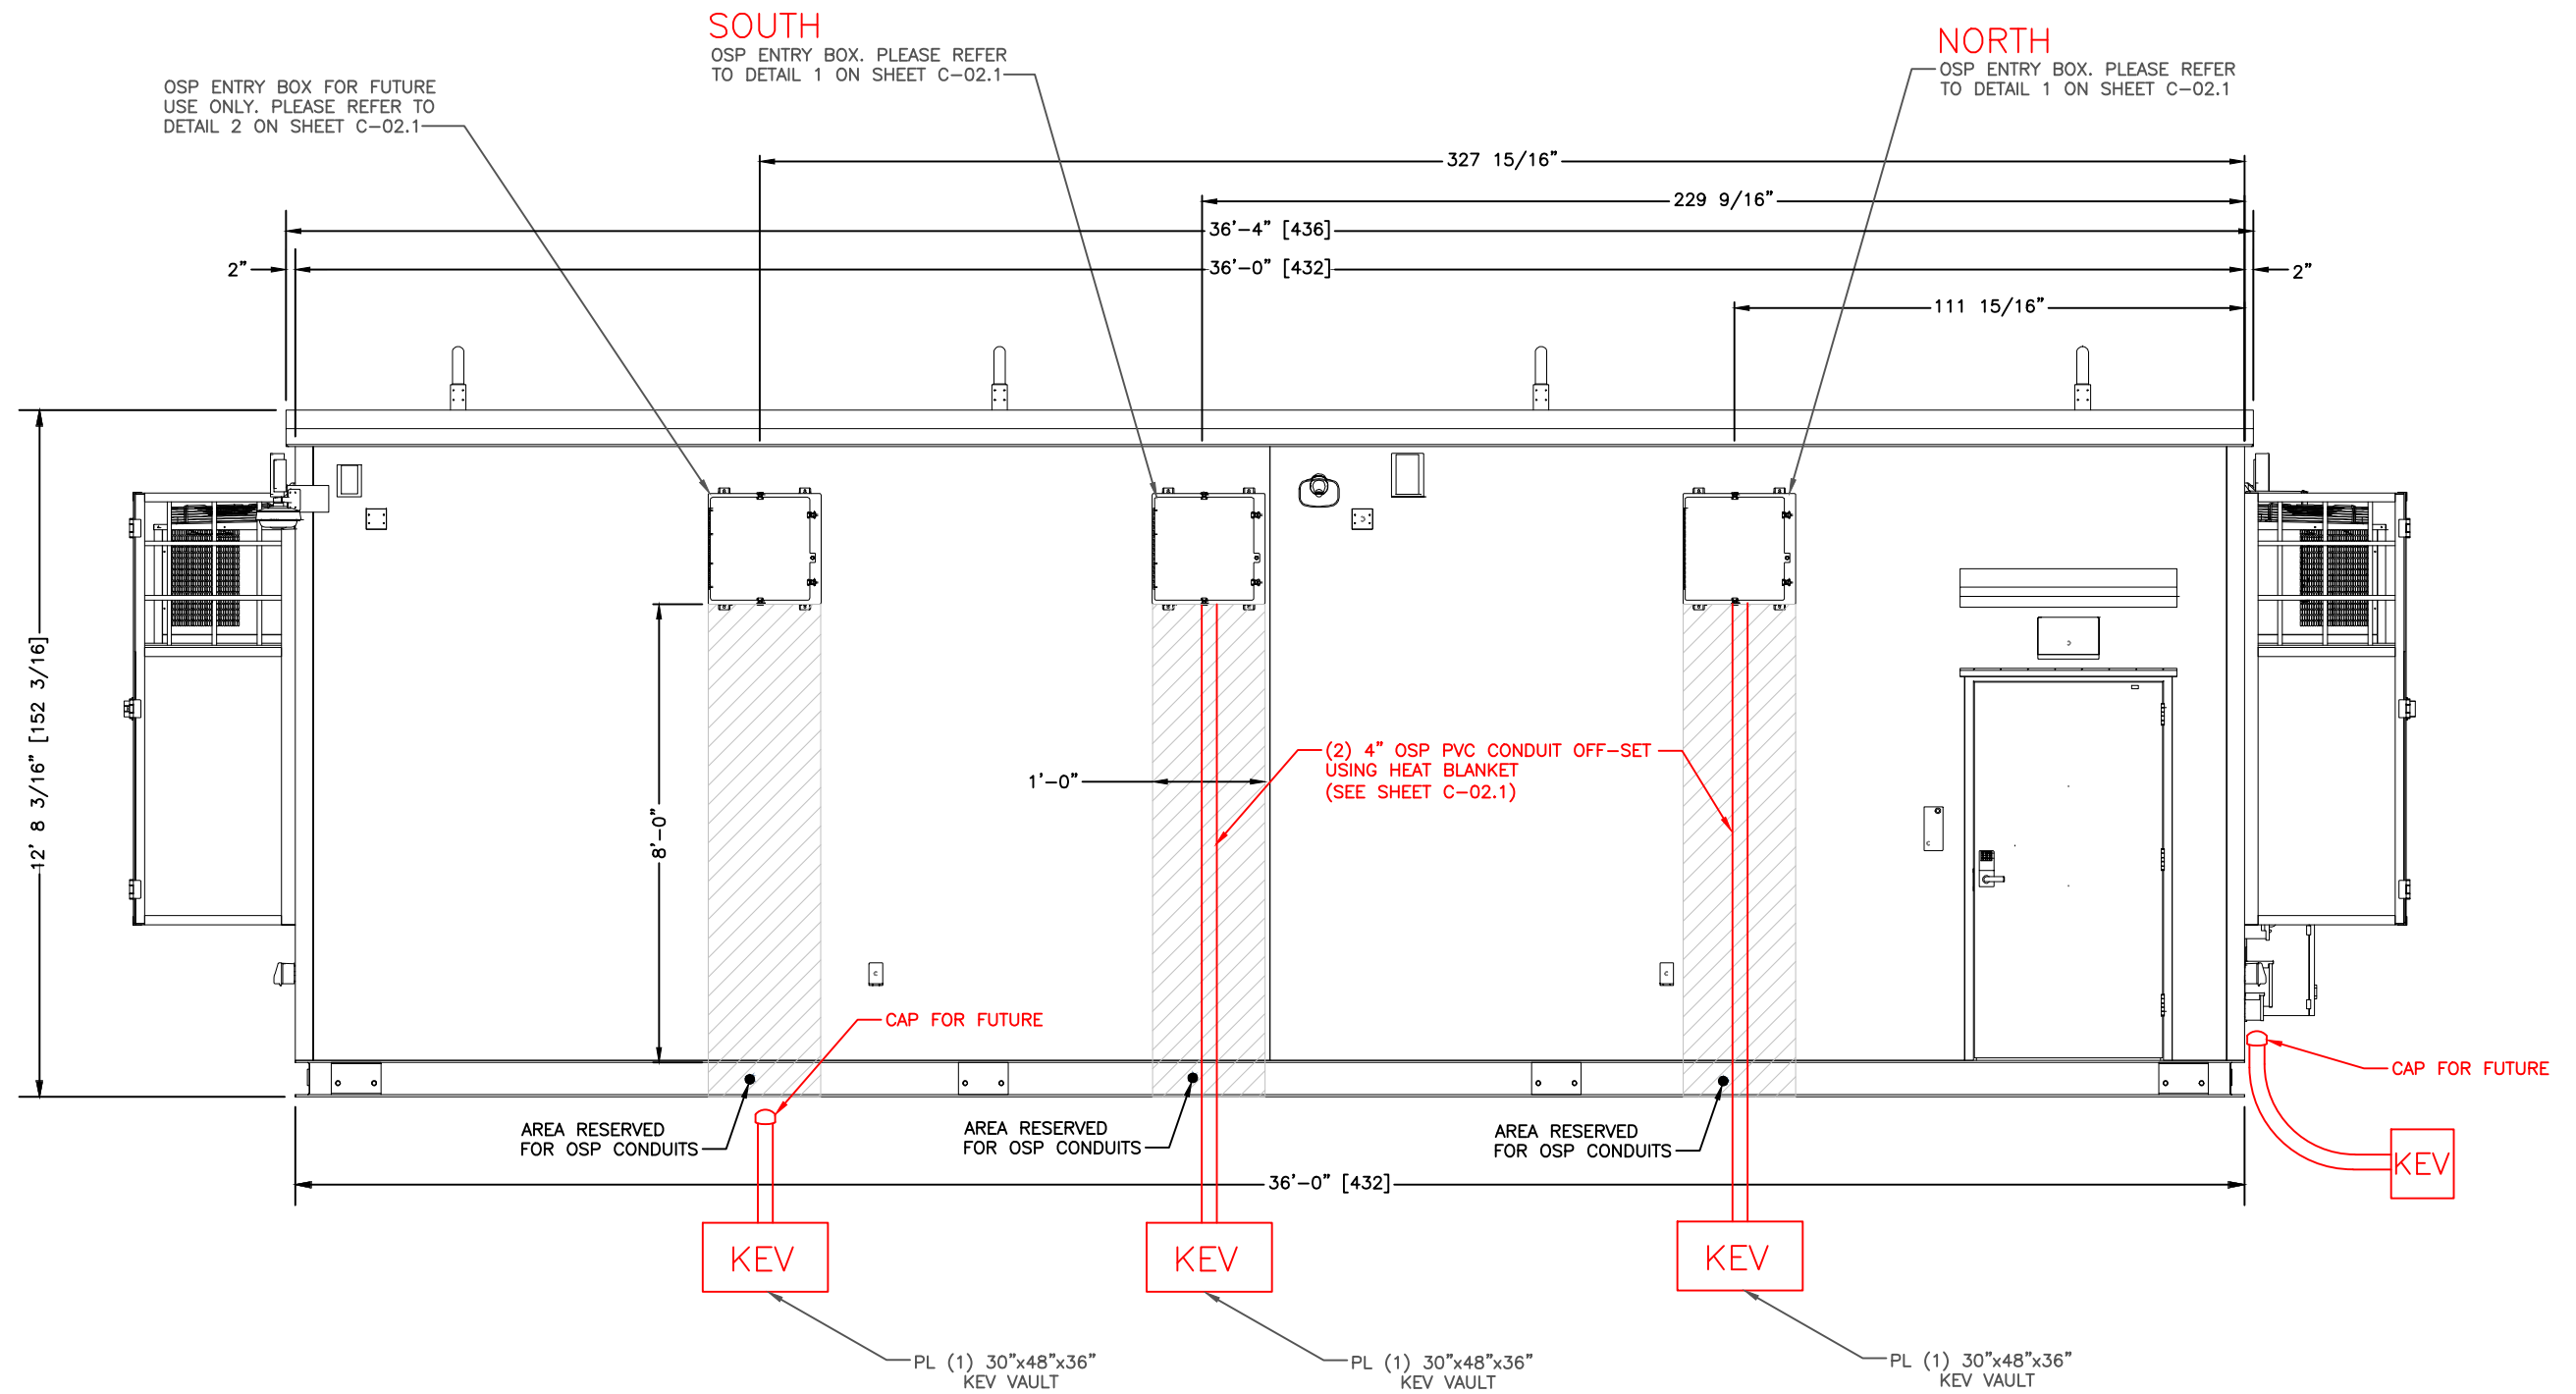 SOUTH
OSP ENTRY BOX. PLEASE REFER
TO DETAIL 1 ON SHEET C-02.1
NORTH
OSP ENTRY BOX. PLEASE REFER
TO DETAIL 1 ON SHEET C-02.1
OSP ENTRY BOX FOR FUTURE
USE ONLY. PLEASE REFER TO
DETAIL 2 ON SHEET C-02.1
327 15/16"
229 9/16"
36'-4" [436]
2"
36'-0" [432]
2"
111 15/16"
12' 8 3/16" [152 3/16]
8'-0"
1'-0"
(2) 4" OSP PVC CONDUIT OFF-SET
USING HEAT BLANKET
(SEE SHEET C-02.1)
CAP FOR FUTURE
CAP FOR FUTURE
AREA RESERVED
FOR OSP CONDUITS
AREA RESERVED
FOR OSP CONDUITS
AREA RESERVED
FOR OSP CONDUITS
KEV
36'-0" [432]
KEV
KEV
KEV
PL (1) 30"x48"x36"
KEV VAULT
PL (1) 30"x48"x36"
KEV VAULT
PL (1) 30"x48"x36"
KEV VAULT